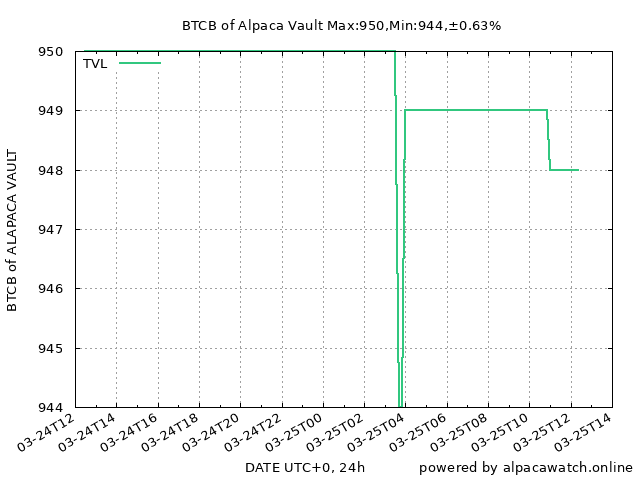 BTCB of Alpaca Vault Max:950,Min:944,±0.63%
TVL
950
949
948
947
946
945
944
BTCB of ALAPACA VAULT
03-24T12
03-24T14
03-24T16
03-24T18
03-24T20
03-24T22
03-25T00
03-25T02
03-25T04
03-25T06
03-25T08
03-25T10
03-25T12
03-25T14
DATE UTC+0, 24h
powered by alpacawatch.online